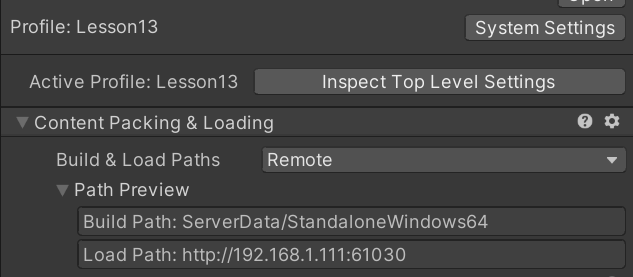 Open
Profile: Lesson13
System Settings
Active Profile: Lesson13
Inspect Top Level Settings
Content Packing & Loading
Build & Load Paths
Remote
Path Preview
Build Path: ServerData/StandaloneWindows64
Load Path: http://192.168.1.111:61030